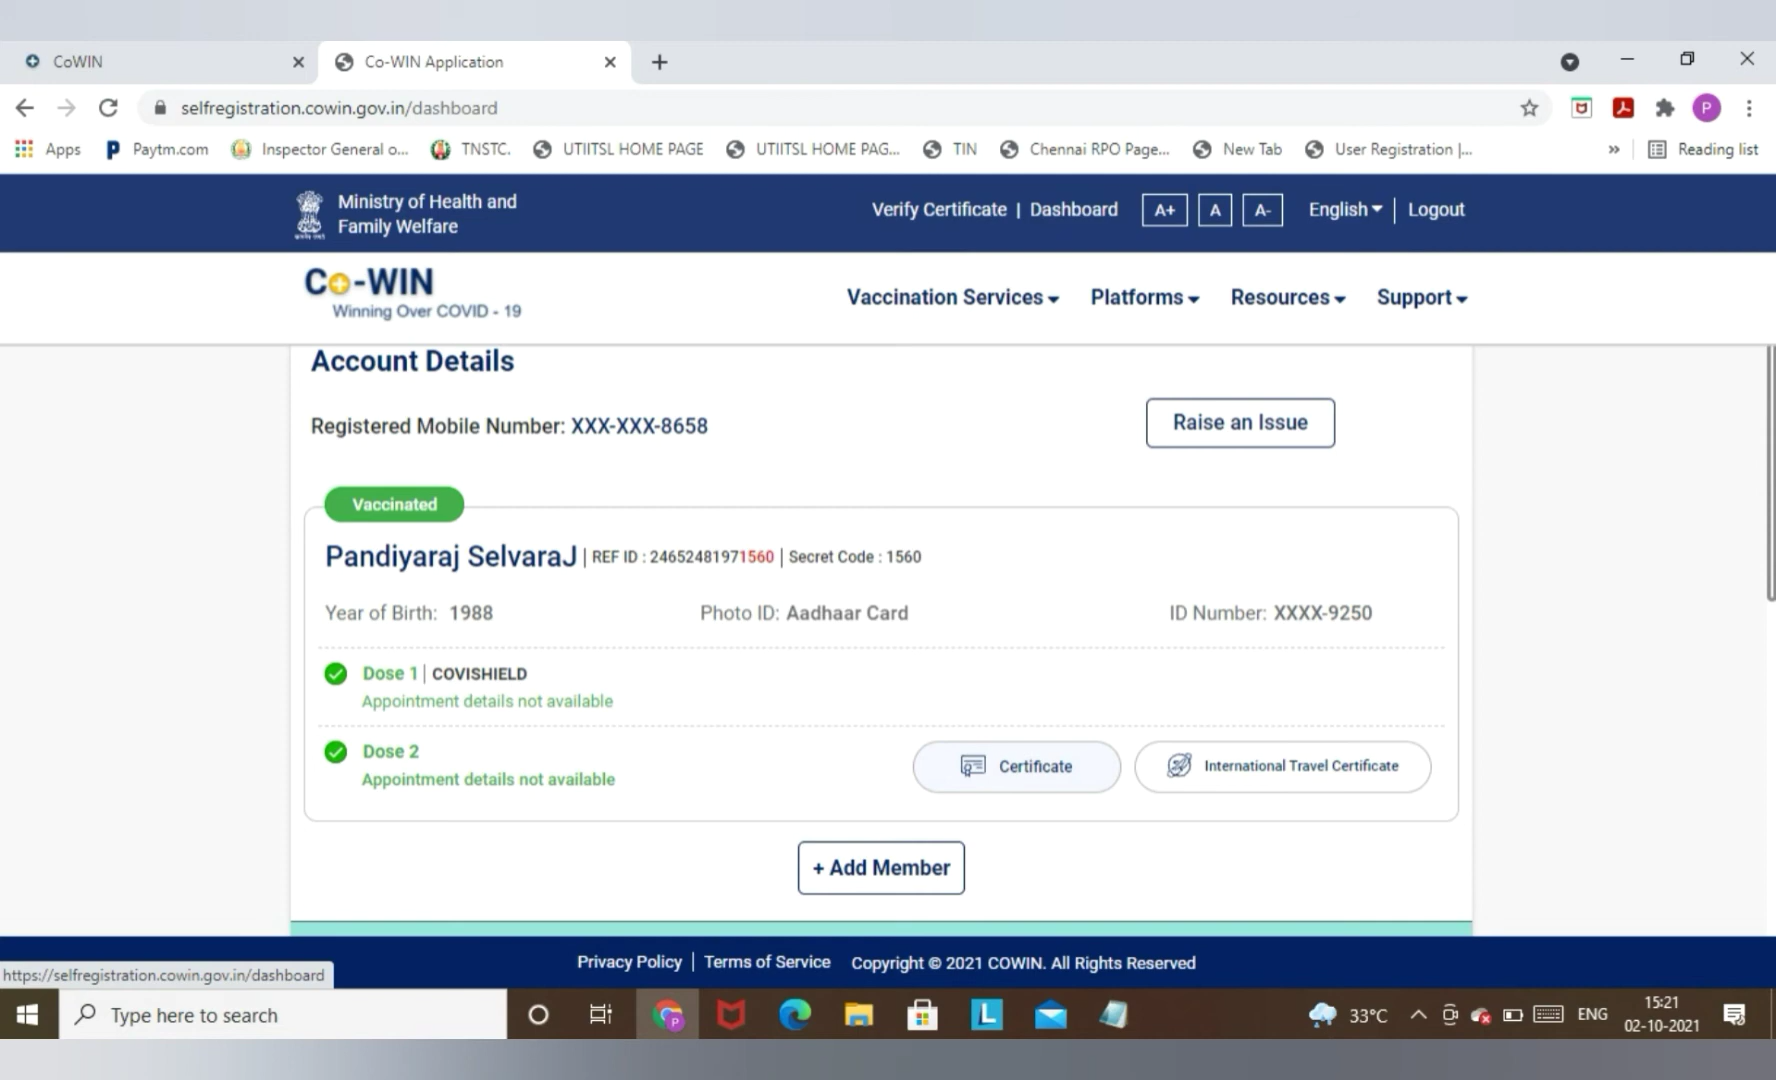 CoWIN
Co-WIN Application
selfregistration.cowin.gov.in/dashboard
P
Apps
Paytm.com
Inspector General o...
TNSTC.
UTIITSL HOME PAGE
UTIITSL HOME PAG...
TIN
Chennai RPO Page...
New Tab
User Registration |...
»
Reading list
Ministry of Health and
Family Welfare
Verify Certificate | Dashboard
A+
A
A-
English
Logout
Co-WIN
Winning Over COVID - 19
Vaccination Services
Platforms
Resources
Support
Account Details
Registered Mobile Number: XXX-XXX-8658
Raise an Issue
Vaccinated
Pandiyaraj SelvaraJ | REF ID : 24652481971560 | Secret Code : 1560
Year of Birth: 1988
Photo ID: Aadhaar Card
ID Number: XXXX-9250
Dose 1 | COVISHIELD
Appointment details not available
Dose 2
Appointment details not available
Certificate
International Travel Certificate
+ Add Member
Privacy Policy | Terms of Service
Copyright © 2021 COWIN. All Rights Reserved
https://selfregistration.cowin.gov.in/dashboard
Type here to search
P
L
33°C
ENG
15:21
02-10-2021